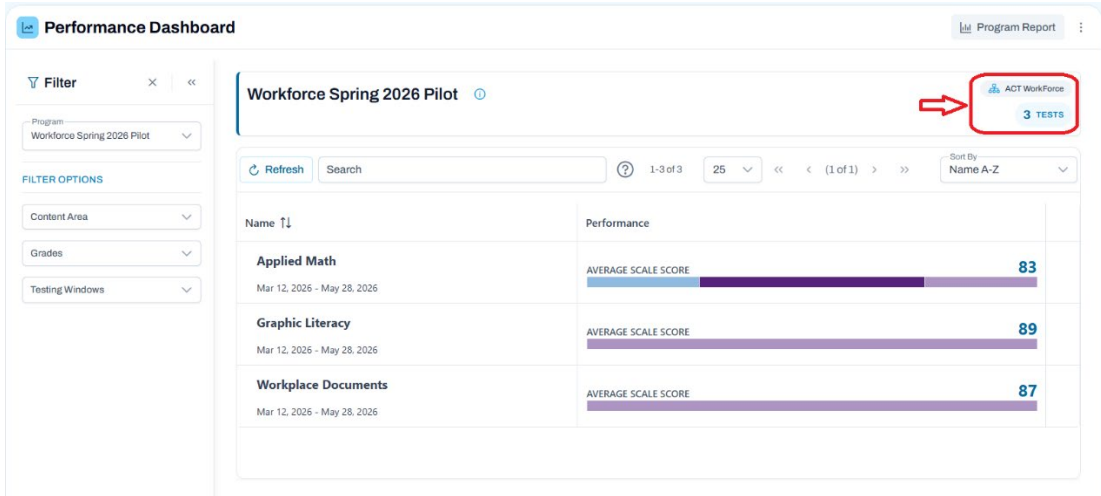 Performance Dashboard
Program Report
Filter
Program
Workforce Spring 2026 Pilot
FILTER OPTIONS
Content Area
Grades
Testing Windows
Workforce Spring 2026 Pilot
ACT WorkForce
3 TESTS
Refresh
Search
1-3 of 3
25
(1 of 1)
Sort By
Name A-Z
Name
Performance
Applied Math
Mar 12, 2026 - May 28, 2026
AVERAGE SCALE SCORE
83
Graphic Literacy
Mar 12, 2026 - May 28, 2026
AVERAGE SCALE SCORE
89
Workplace Documents
Mar 12, 2026 - May 28, 2026
AVERAGE SCALE SCORE
87